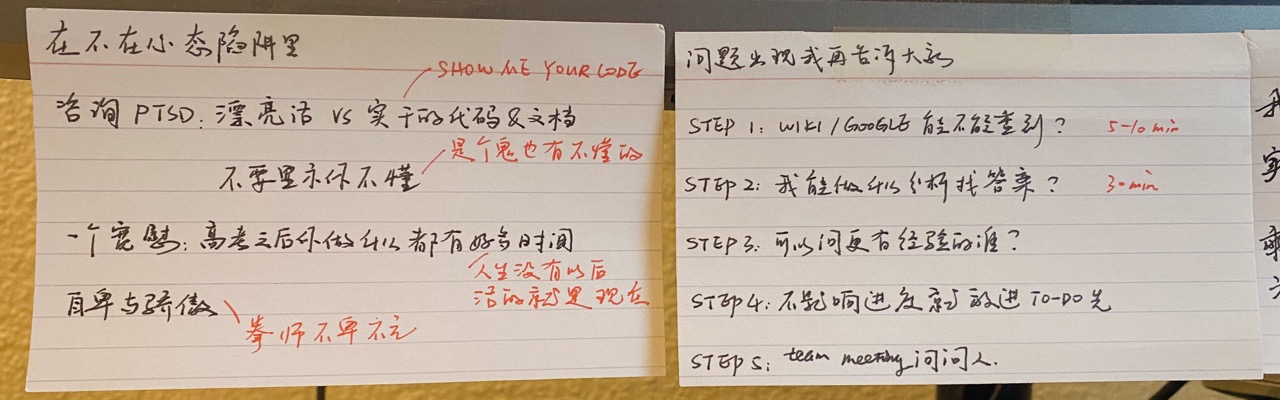 在不在心态陷阱里
SHOW ME YOUR CODE
咨询 PTSD: 漂亮话 VS 实干的代码&文档
是个鬼也有不懂的
不要暗示你不懂
一个宽慰: 高考之后你做什么都有好多时间
人生没有以后
活的就是现在
自卑与骄傲
拳师不卑不亢
问题出现我再告诉大家
STEP 1: WIKI/GOOGLE 能不能查到? 5-10 min
STEP 2: 我能做什么分析找答案? 30min
STEP 3: 可以问更有经验的谁?
STEP 4: 不影响进度就放进 TO-DO 先
STEP 5: team meeting 问问人.